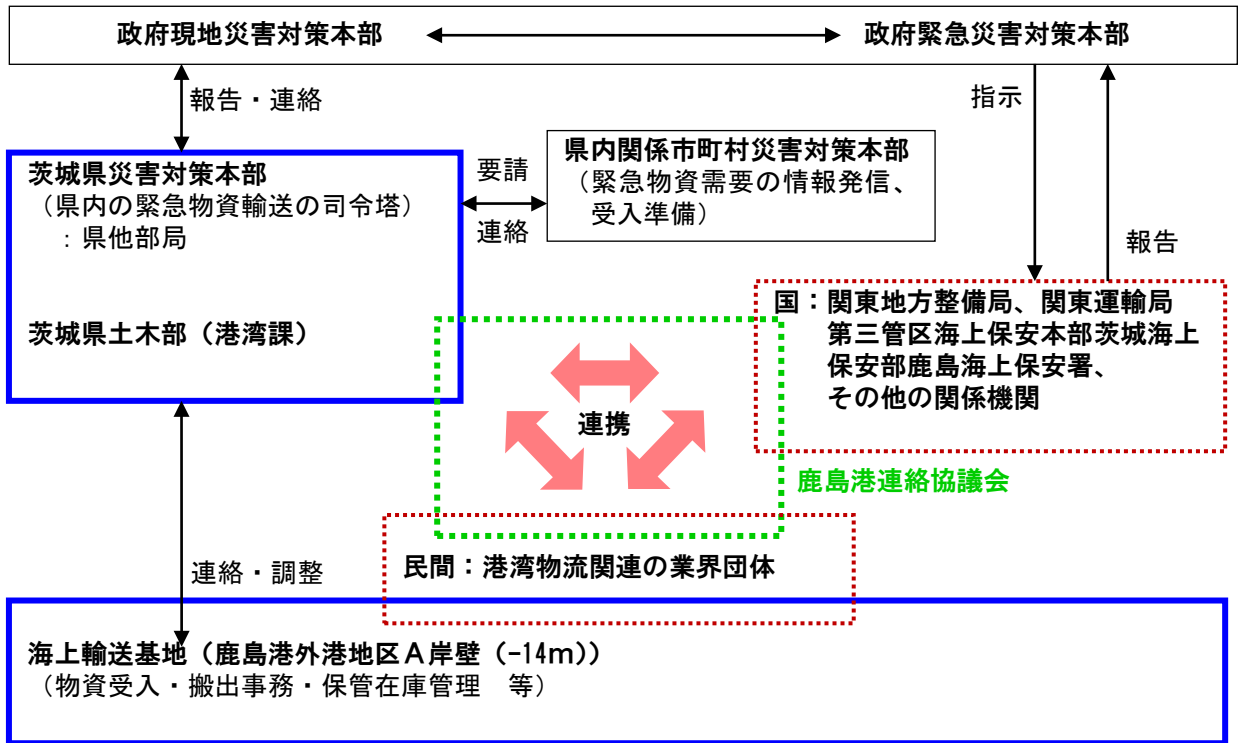 政府現地災害対策本部
政府緊急災害対策本部
報告・連絡
指示
茨城県災害対策本部
（県内の緊急物資輸送の司令塔）
：県他部局
茨城県土木部（港湾課）
要請
連絡
県内関係市町村災害対策本部
（緊急物資需要の情報発信、
受入準備）
報告
国：関東地方整備局、関東運輸局
第三管区海上保安本部茨城海上
保安部鹿島海上保安署、
その他の関係機関
連携
鹿島港連絡協議会
民間：港湾物流関連の業界団体
連絡・調整
海上輸送基地（鹿島港外港地区Ａ岸壁（-14m））
（物資受入・搬出事務・保管在庫管理　等）